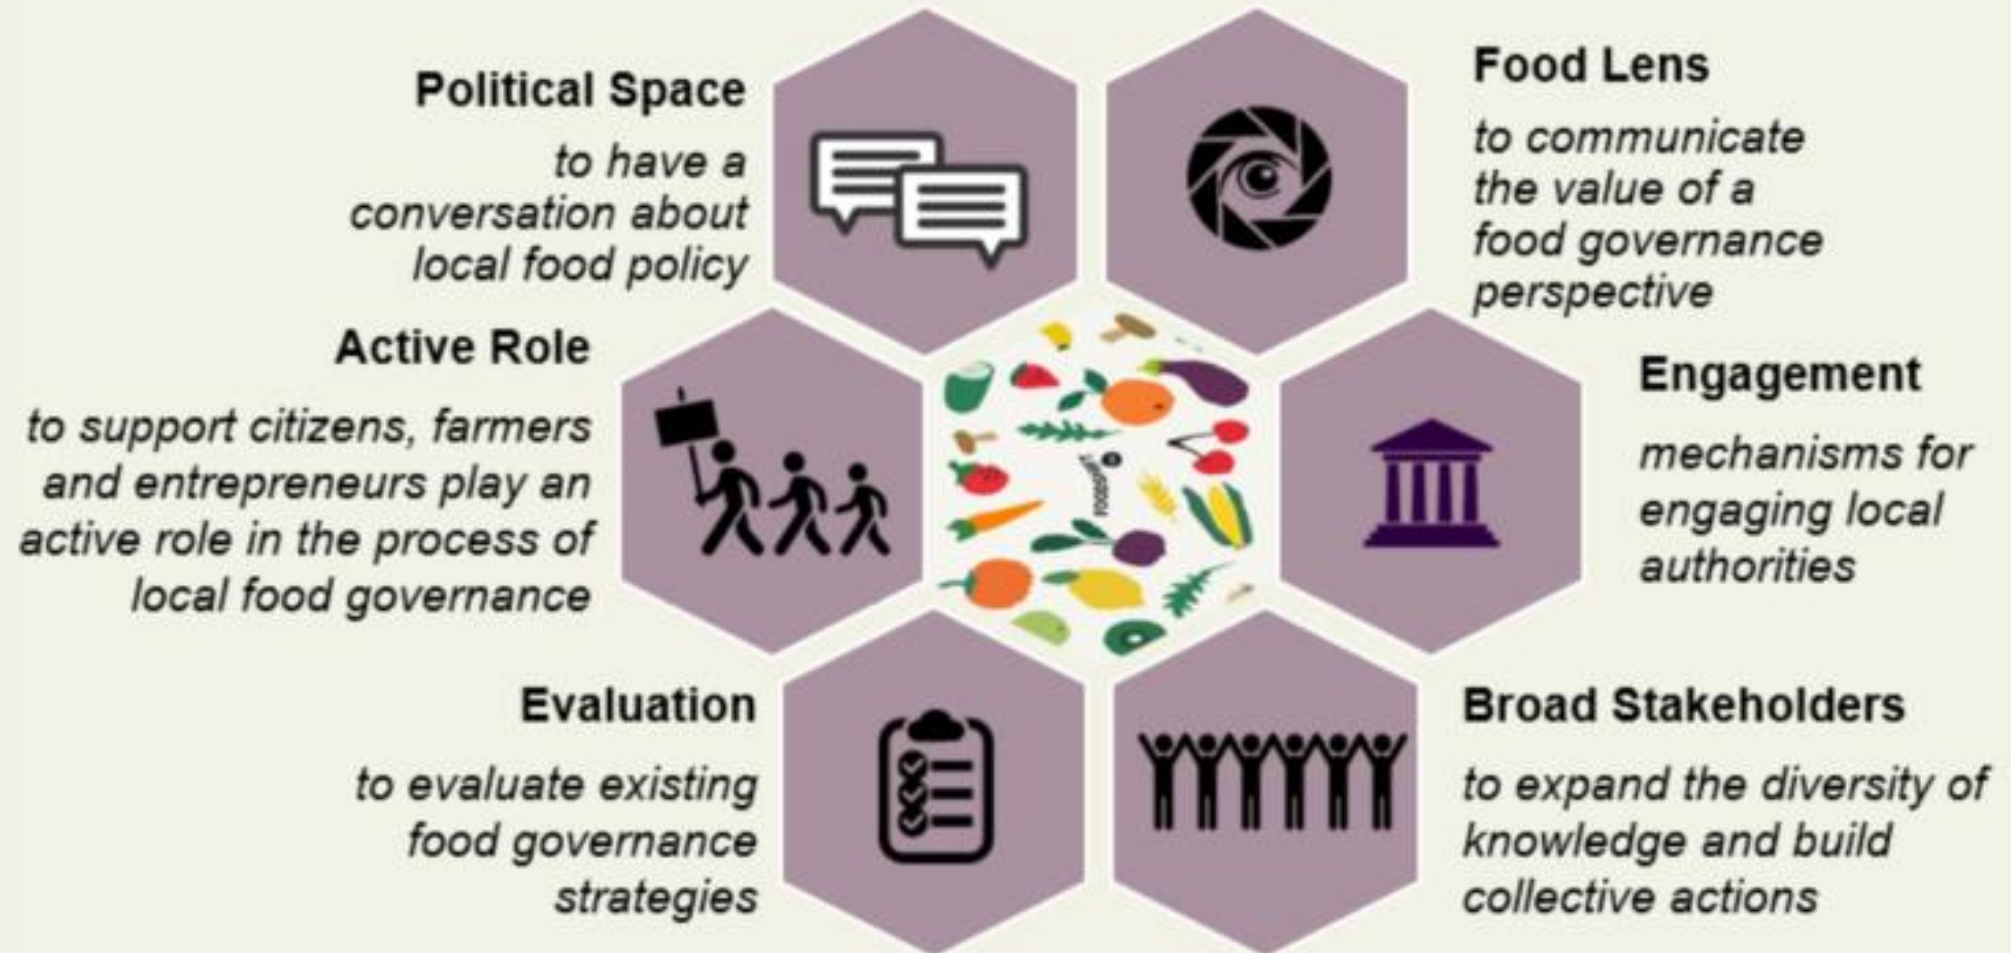 Political Space
to have a
conversation about
local food policy
Food Lens
to communicate
the value of a
food governance
perspective
Active Role
to support citizens, farmers
and entrepreneurs play an
active role in the process of
local food governance
Engagement
mechanisms for
engaging local
authorities
Evaluation
to evaluate existing
food governance
strategies
Broad Stakeholders
to expand the diversity of
knowledge and build
collective actions